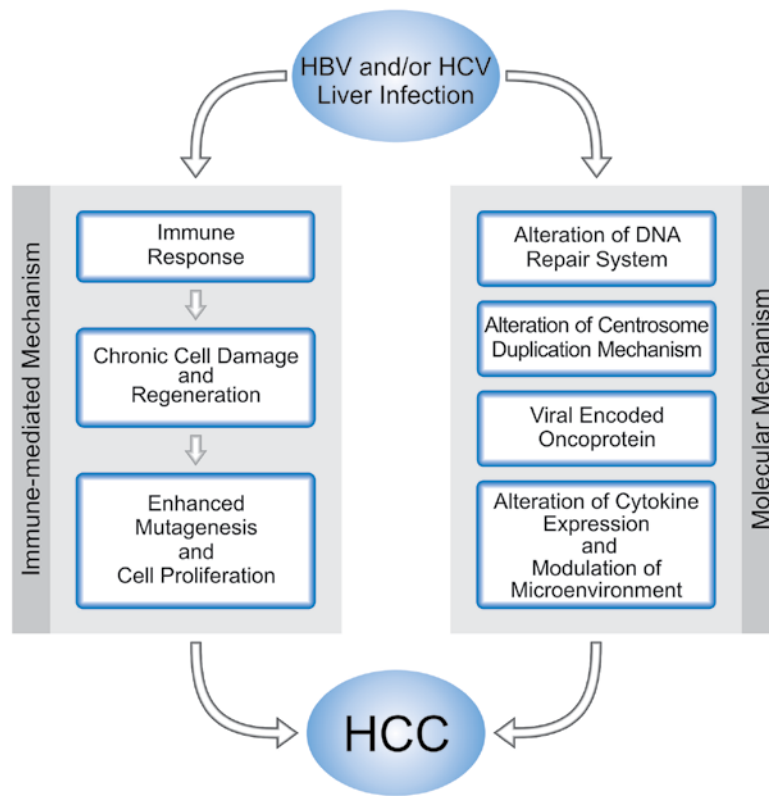 HBV and/or HCV
Liver Infection
Immune-mediated Mechanism
Immune
Response
Chronic Cell Damage
and
Regeneration
Enhanced
Mutagenesis
and
Cell Proliferation
Alteration of DNA
Repair System
Alteration of Centrosome
Duplication Mechanism
Viral Encoded
Oncoprotein
Alteration of Cytokine
Expression
and
Modulation of
Microenvironment
Molecular Mechanism
HCC